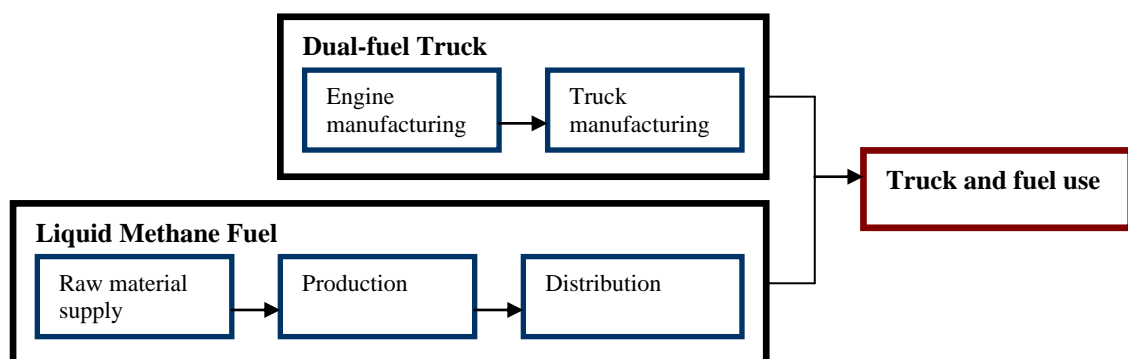 Dual-fuel Truck
Engine
manufacturing
Truck
manufacturing
Truck and fuel use
Liquid Methane Fuel
Raw material
supply
Production
Distribution